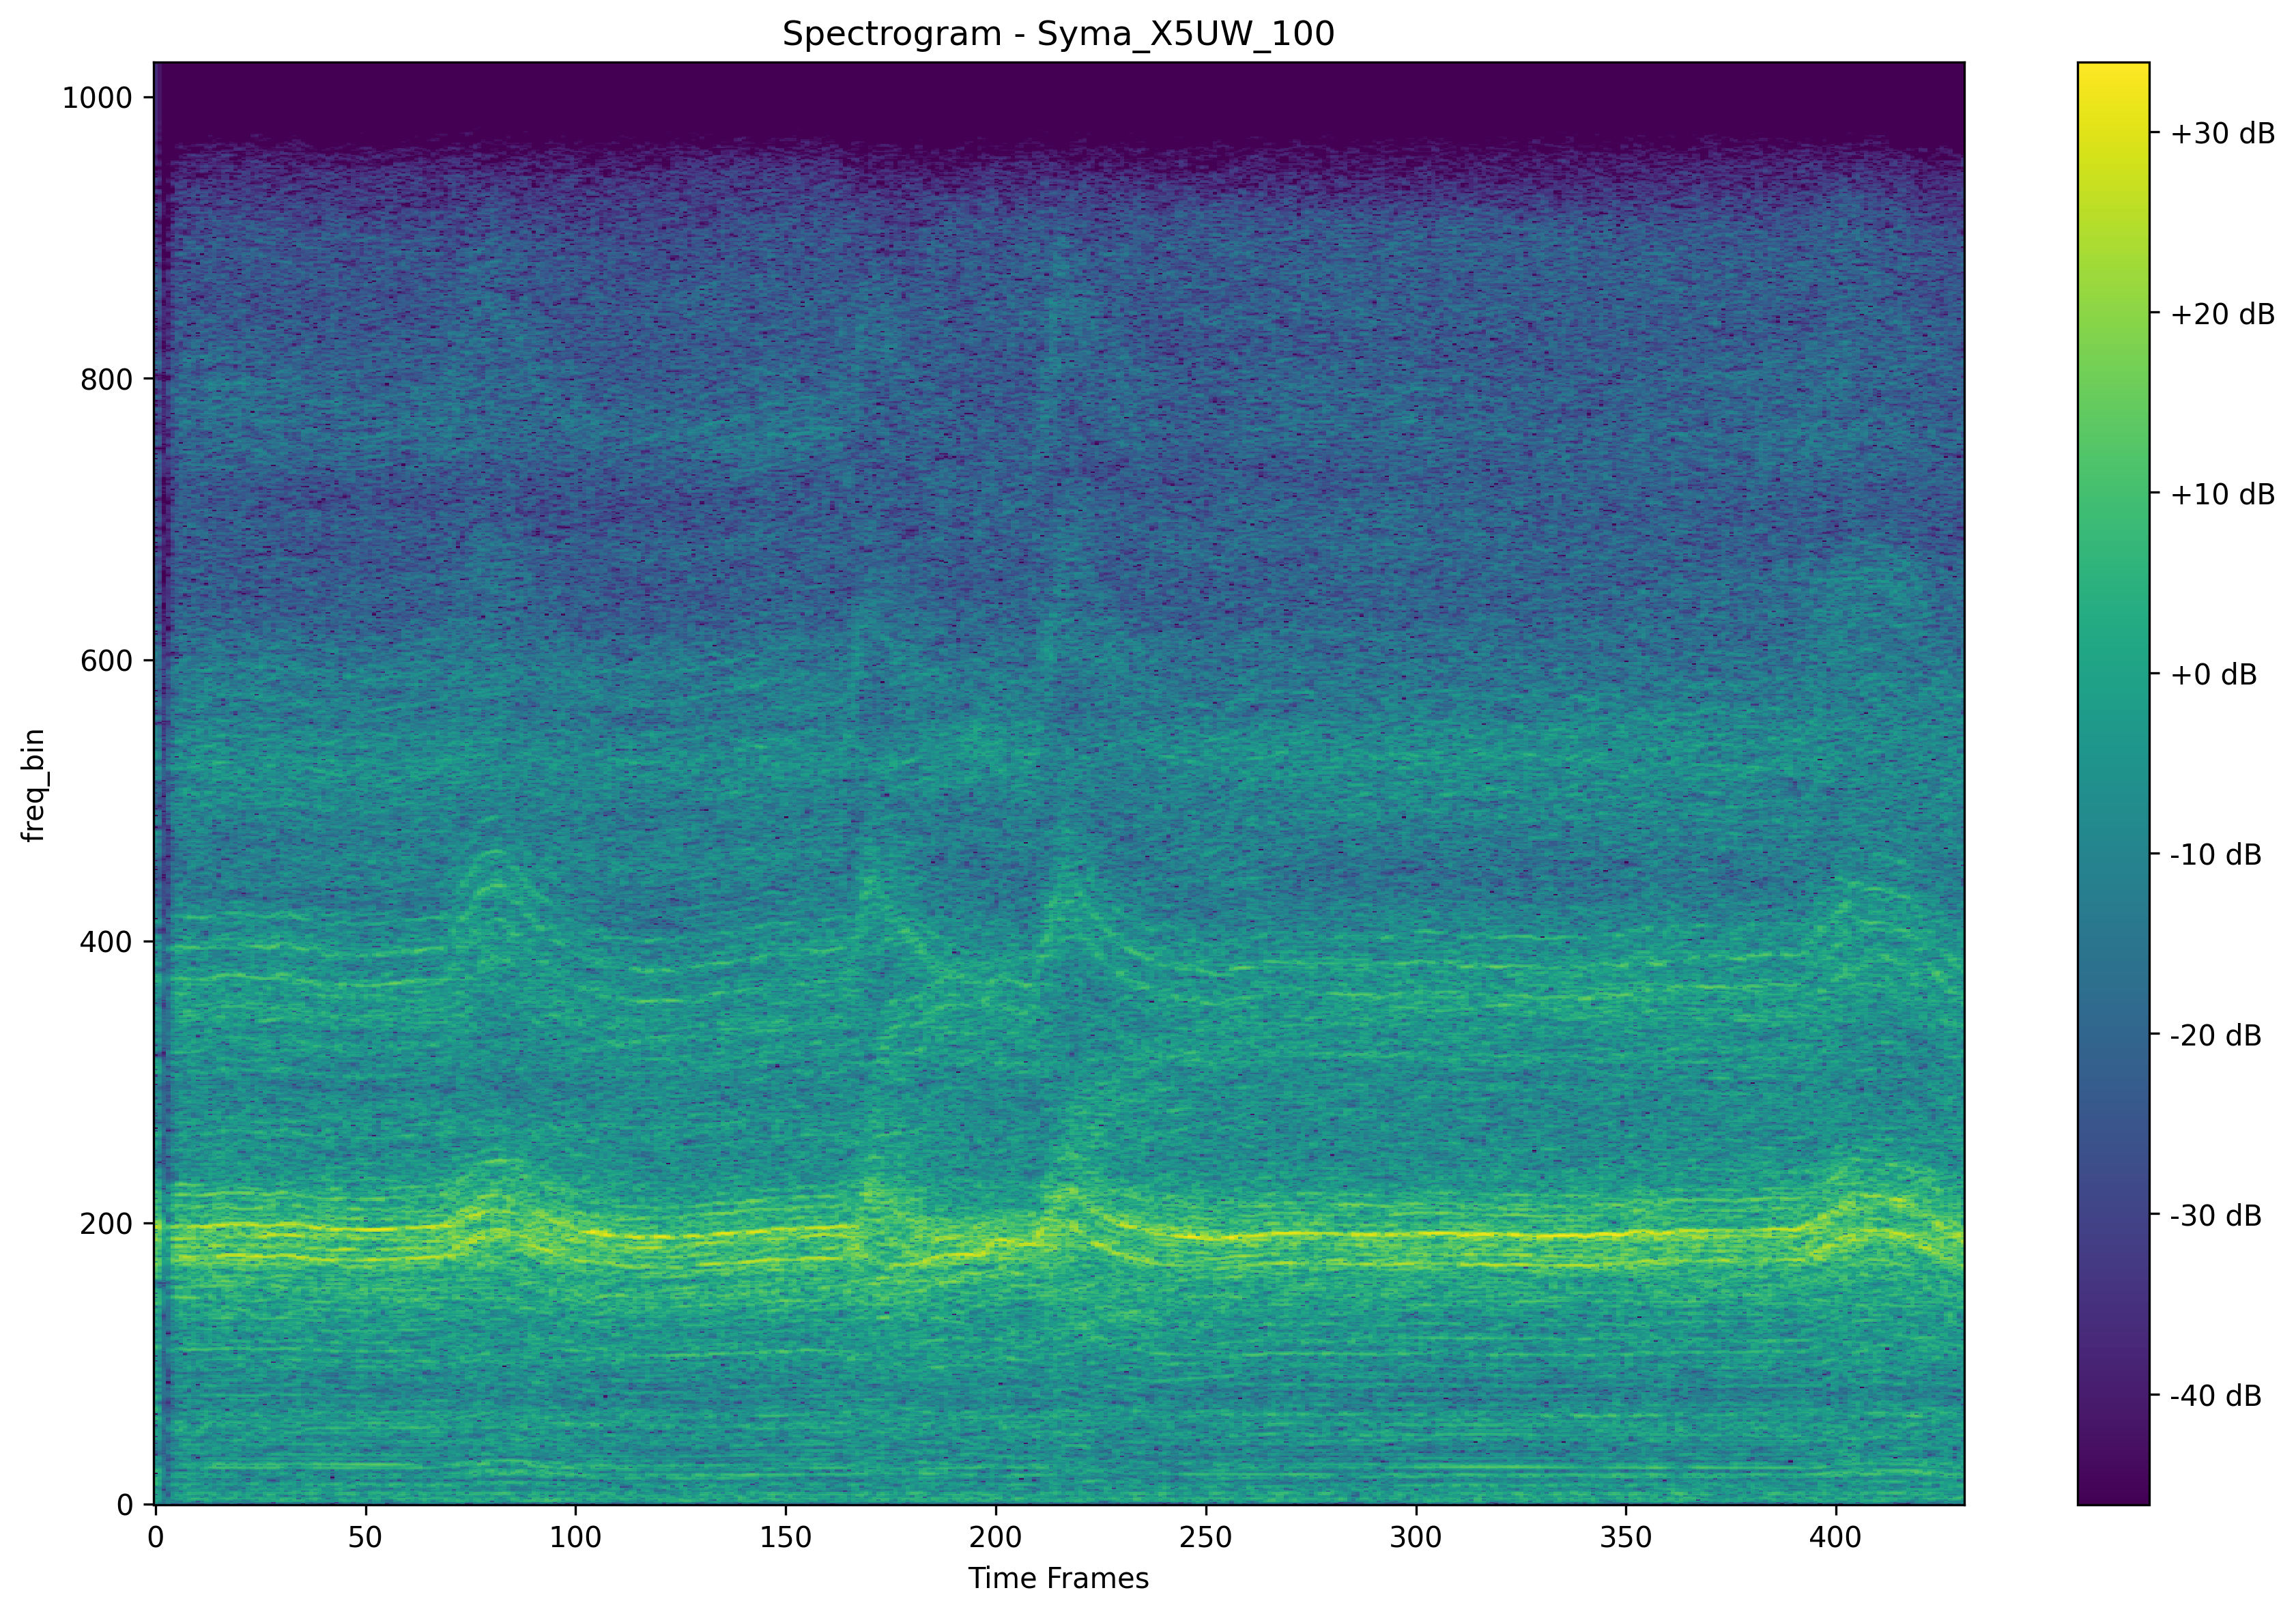 Spectrogram - Syma_X5UW_100
1000
800
600
400
200
0
freq_bin
0 50 100 150 200 250 300 350 400
Time Frames
+30 dB
+20 dB
+10 dB
+0 dB
-10 dB
-20 dB
-30 dB
-40 dB